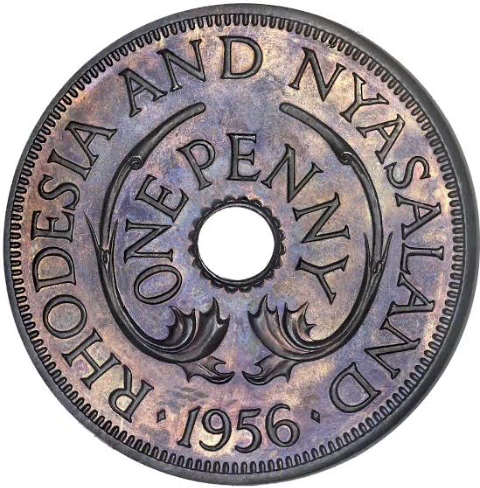 RHODESIA AND NYASALAND
ONE PENNY
· 1956 ·